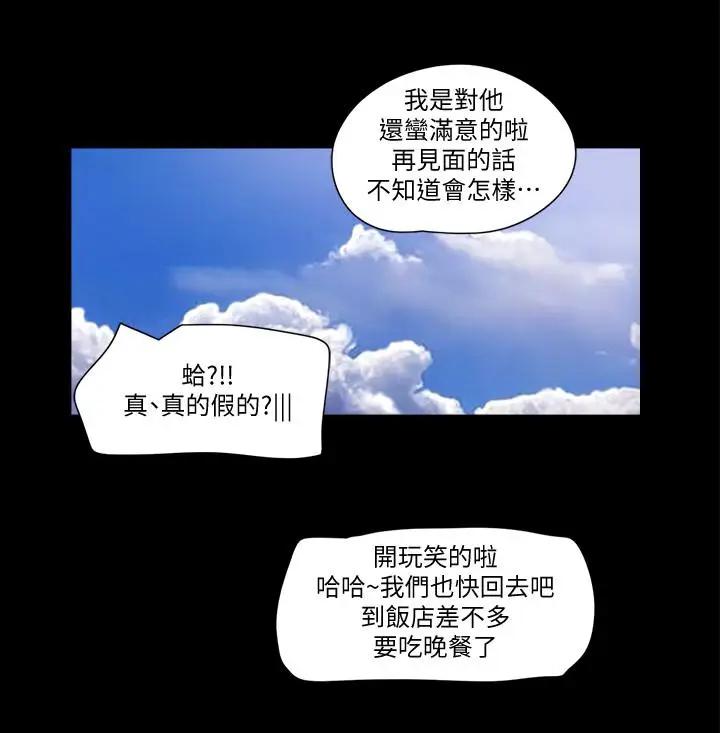 我是對他
還蠻滿意的啦
再見面的話
不知道會怎樣⋯
蛤?!!
真、真的假的?|||
開玩笑的啦
哈哈~我們也快回去吧
到飯店差不多
要吃晚餐了